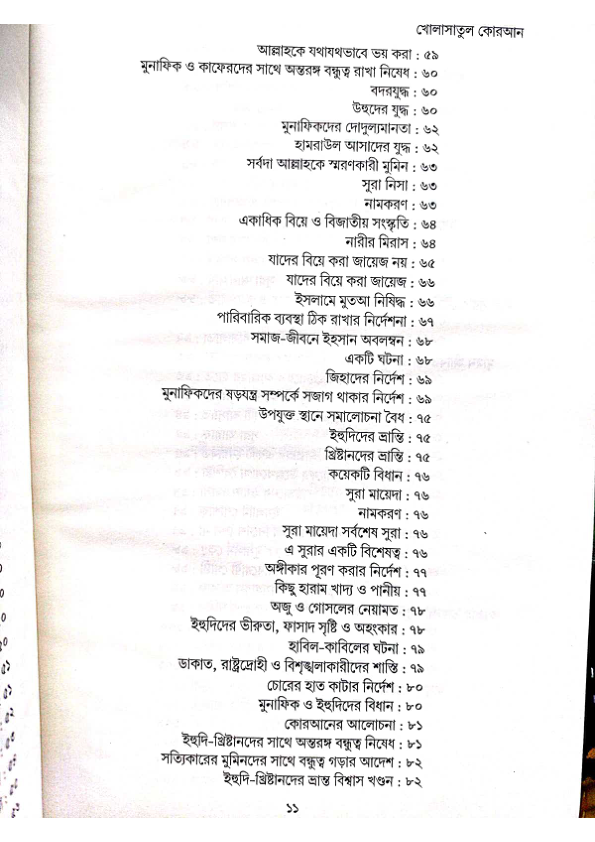 খোলাসাতুল কোরআন
আল্লাহকে যথাযথভাবে ভয় করা : ৫৯
মুনাফিক ও কাফেরদের সাথে অন্তরঙ্গ বন্ধুত্ব রাখা নিষেধ : ৬০
বদরযুদ্ধ : ৬০
উহুদের যুদ্ধ : ৬০
মুনাফিকদের দোদুল্যমানতা : ৬২
হামরাউল আসাদের যুদ্ধ : ৬২
সর্বদা আল্লাহকে স্মরণকারী মুমিন : ৬৩
সুরা নিসা : ৬৩
নামকরণ : ৬৩
একাধিক বিয়ে ও বিজাতীয় সংস্কৃতি : ৬৪
নারীর মিরাস : ৬৪
যাদের বিয়ে করা জায়েজ নয় : ৬৫
যাদের বিয়ে করা জায়েজ : ৬৬
ইসলামে মুতআ নিষিদ্ধ : ৬৬
পারিবারিক ব্যবস্থা ঠিক রাখার নির্দেশনা : ৬৭
সমাজ-জীবনে ইহসান অবলম্বন : ৬৮
একটি ঘটনা : ৬৮
জিহাদের নির্দেশ : ৬৯
মুনাফিকদের ষড়যন্ত্র সম্পর্কে সজাগ থাকার নির্দেশ : ৬৯
উপযুক্ত স্থানে সমালোচনা বৈধ : ৭৫
ইহুদিদের ভ্রান্তি : ৭৫
খ্রিষ্টানদের ভ্রান্তি : ৭৫
কয়েকটি বিধান : ৭৬
সুরা মায়েদা : ৭৬
নামকরণ : ৭৬
সুরা মায়েদা সর্বশেষ সুরা : ৭৬
এ সুরার একটি বিশেষত্ব : ৭৬
অঙ্গীকার পূরণ করার নির্দেশ : ৭৭
কিছু হারাম খাদ্য ও পানীয় : ৭৭
অজু ও গোসলের নেয়ামত : ৭৮
ইহুদিদের ভীরুতা, ফাসাদ সৃষ্টি ও অহংকার : ৭৮
হাবিল-কাবিলের ঘটনা : ৭৯
ডাকাত, রাষ্ট্রদ্রোহী ও বিশৃঙ্খলাকারীদের শাস্তি : ৭৯
চোরের হাত কাটার নির্দেশ : ৮০
মুনাফিক ও ইহুদিদের বিধান : ৮০
কোরআনের আলোচনা : ৮১
ইহুদি-খ্রিষ্টানদের সাথে অন্তরঙ্গ বন্ধুত্ব নিষেধ : ৮১
সত্যিকারের মুমিনদের সাথে বন্ধুত্ব গড়ার আদেশ : ৮২
ইহুদি-খ্রিষ্টানদের ভ্রান্ত বিশ্বাস খণ্ডন : ৮২
১১